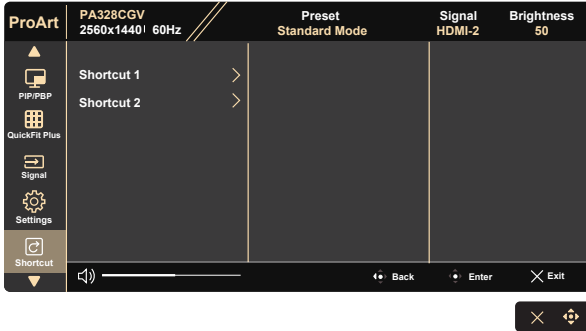 ProArt
PA328CGV
2560x1440 60Hz
Preset
Standard Mode
Signal
HDMI-2
Brightness
50
PIP/PBP
QuickFit Plus
Signal
Settings
Shortcut
Shortcut 1
Shortcut 2
Back
Enter
Exit